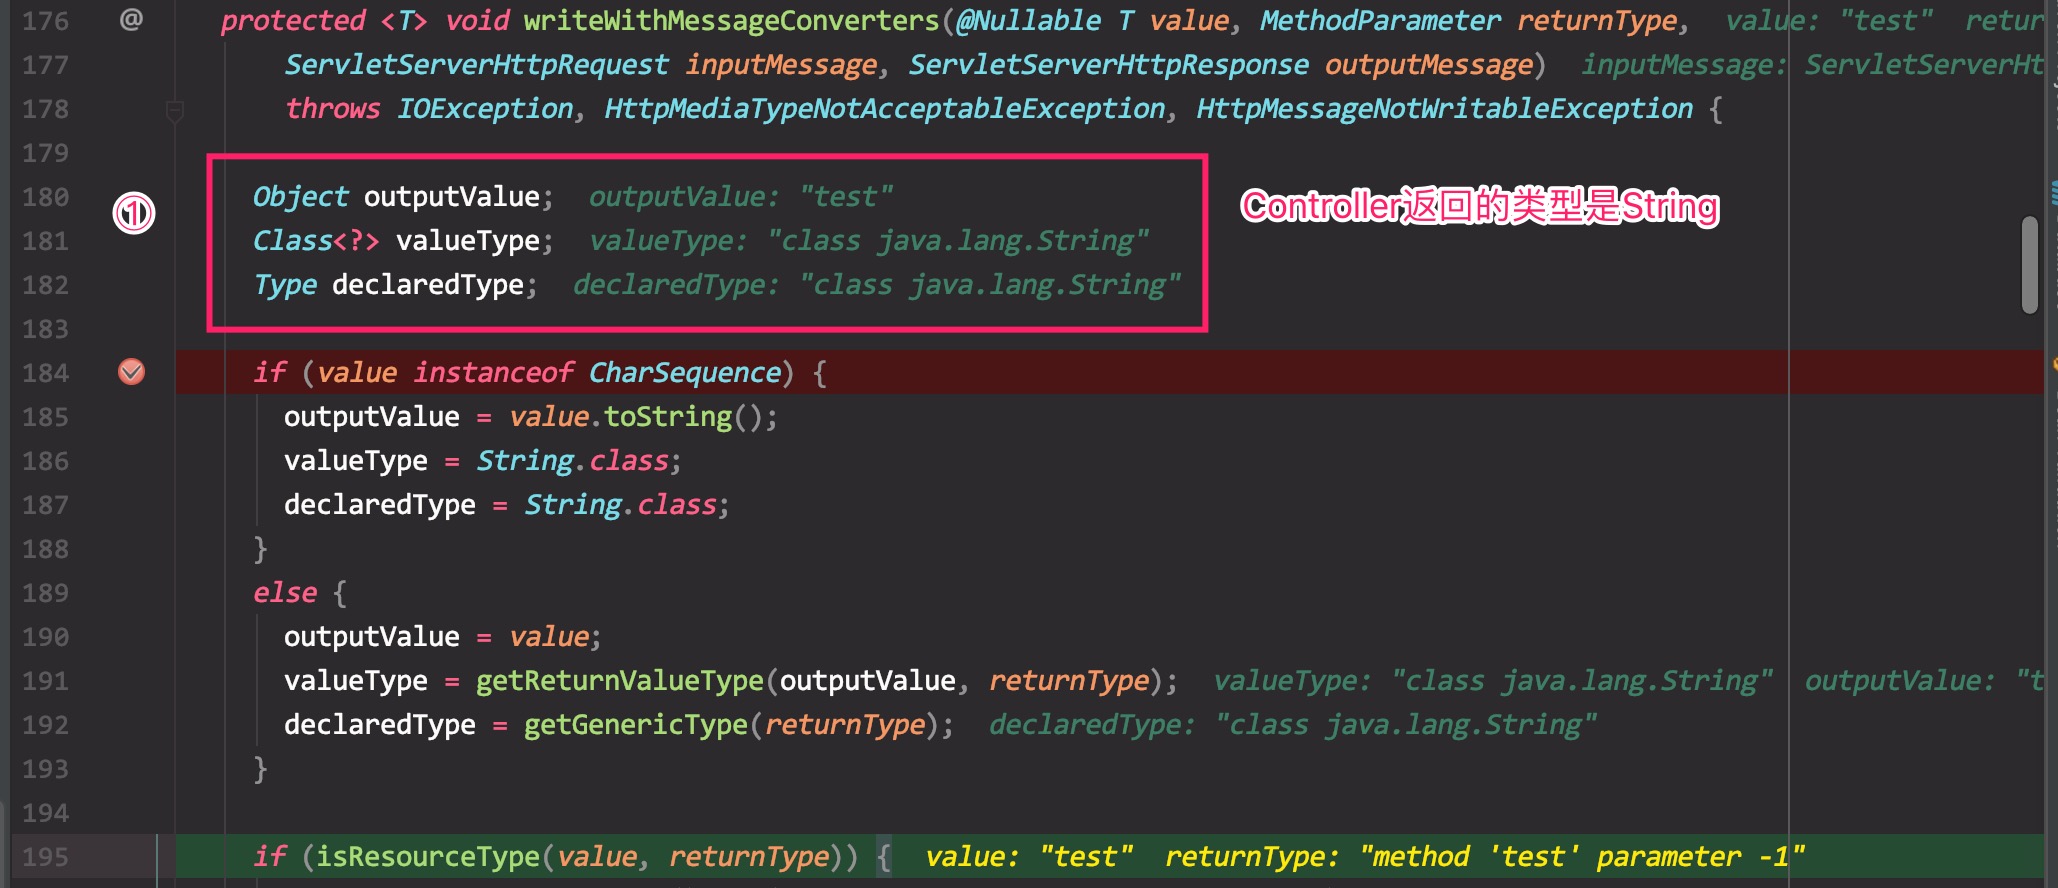 176 @ protected <T> void writeWithMessageConverters(@Nullable T value, MethodParameter returnType, value: "test" retur
177 ServletServerHttpRequest inputMessage, ServletServerHttpResponse outputMessage) inputMessage: ServletServerHt
178 throws IOException, HttpMediaTypeNotAcceptableException, HttpMessageNotWritableException {
179
180 Object outputValue; outputValue: "test"
① Controller返回的类型是String
181 Class<?> valueType; valueType: "class java.lang.String"
182 Type declaredType; declaredType: "class java.lang.String"
183
184 if (value instanceof CharSequence) {
185 outputValue = value.toString();
186 valueType = String.class;
187 declaredType = String.class;
188 }
189 else {
190 outputValue = value;
191 valueType = getReturnValueType(outputValue, returnType); valueType: "class java.lang.String" outputValue: "t
192 declaredType = getGenericType(returnType); declaredType: "class java.lang.String"
193 }
194
195 if (isResourceType(value, returnType)) { value: "test" returnType: "method 'test' parameter -1"